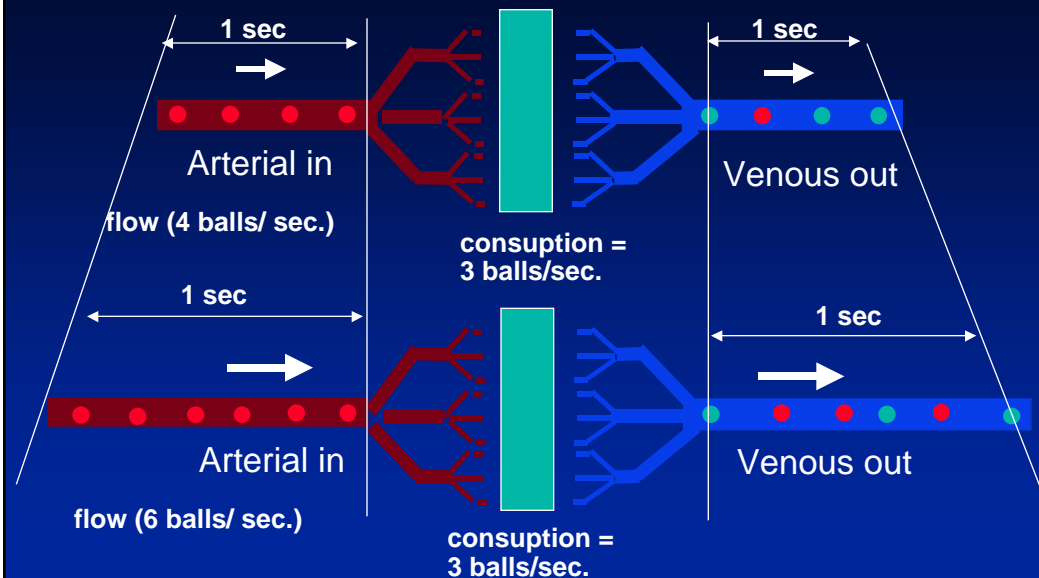 1 sec
1 sec
Arterial in
Venous out
flow (4 balls/ sec.)
consuption =
3 balls/sec.
1 sec
1 sec
Arterial in
Venous out
flow (6 balls/ sec.)
consuption =
3 balls/sec.